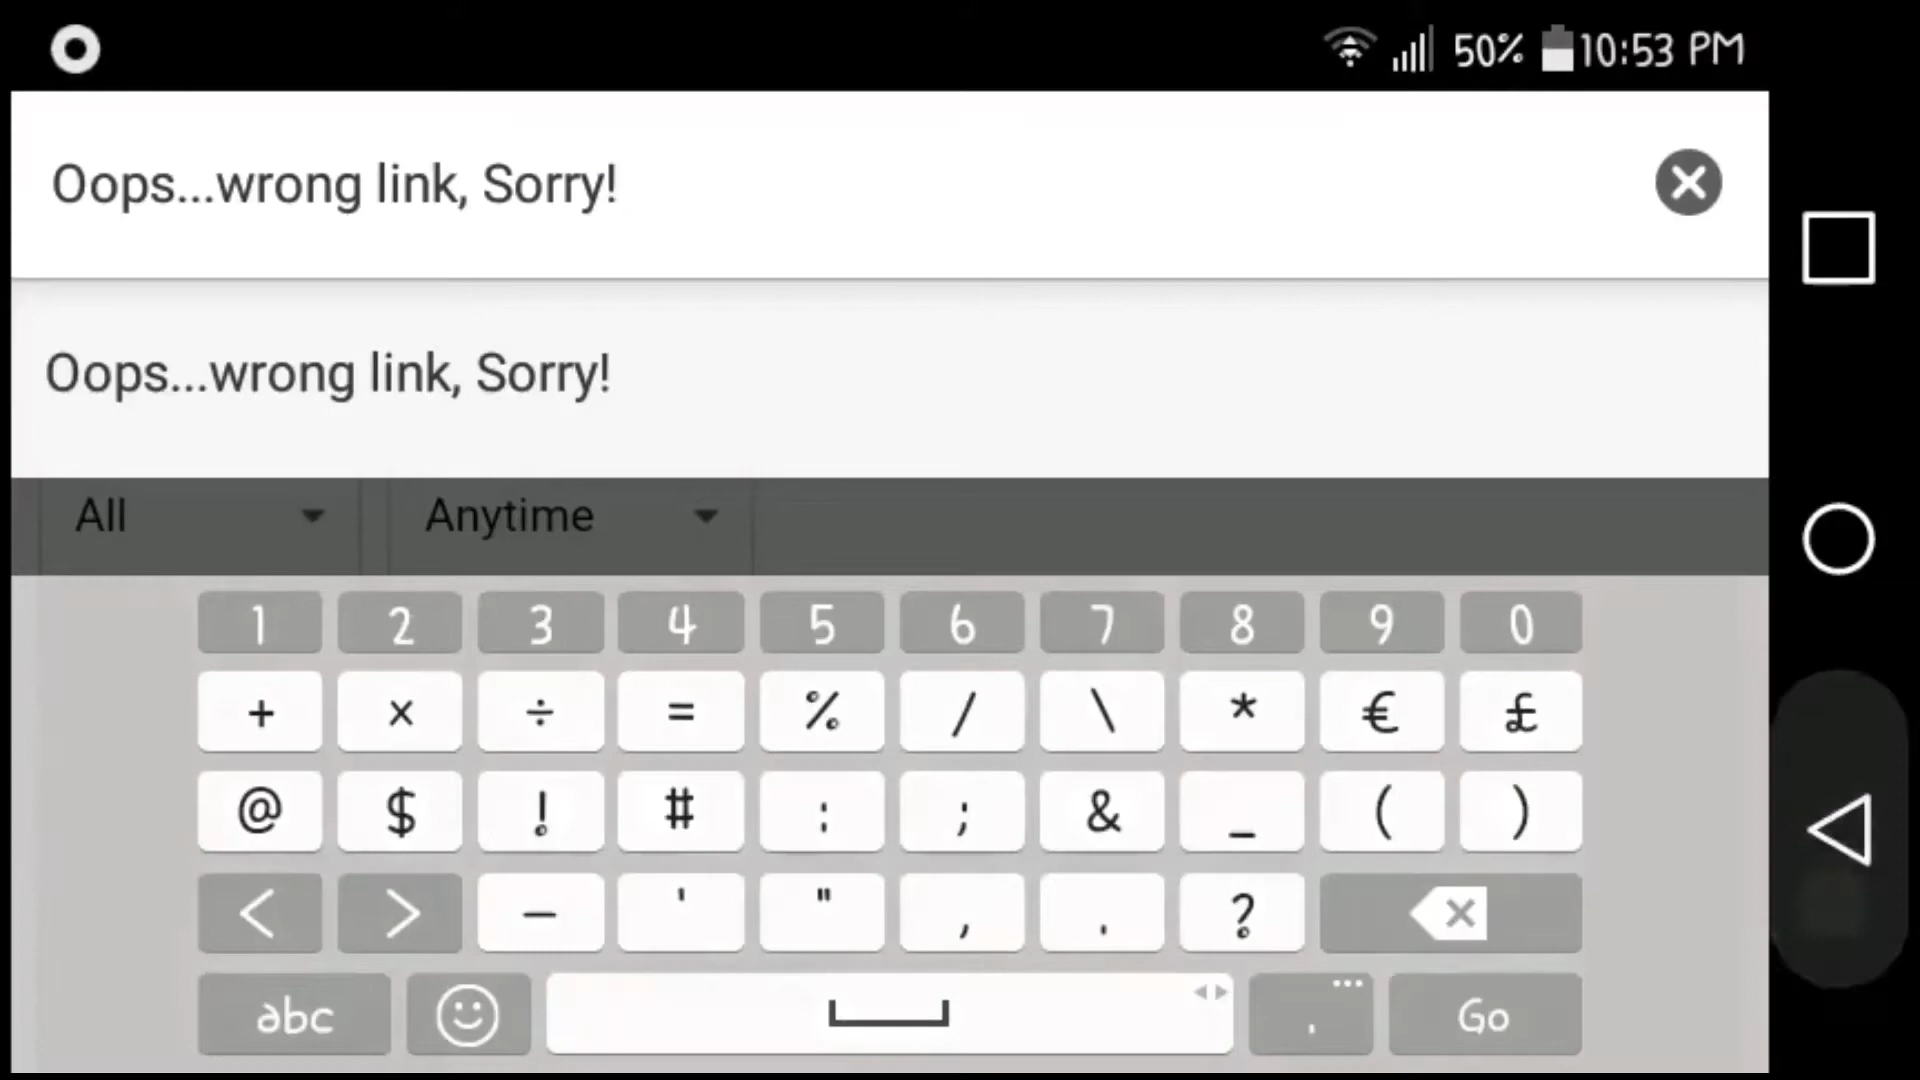 50% 10:53 PM
Oops...wrong link, Sorry!
Oops...wrong link, Sorry!
All Anytime
1 2 3 4 5 6 7 8 9 0
+ × ÷ = % / \ * € £
@ $ ! # : ; & _ ( )
< > – ' " , . ?
abc . Go